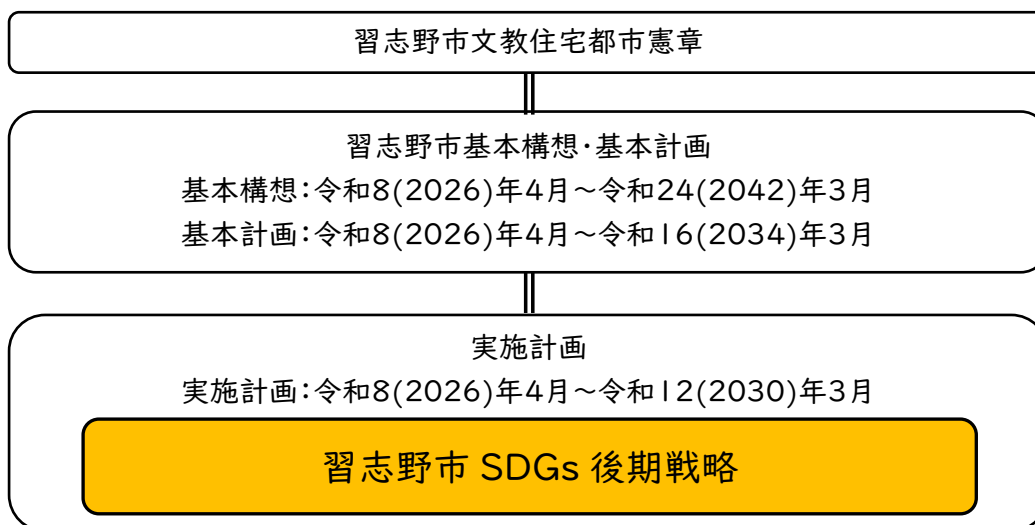 習志野市文教住宅都市憲章
習志野市基本構想・基本計画
基本構想:令和8(2026)年4月~令和24(2042)年3月
基本計画:令和8(2026)年4月~令和16(2034)年3月
実施計画
実施計画:令和8(2026)年4月~令和12(2030)年3月
習志野市 SDGs 後期戦略